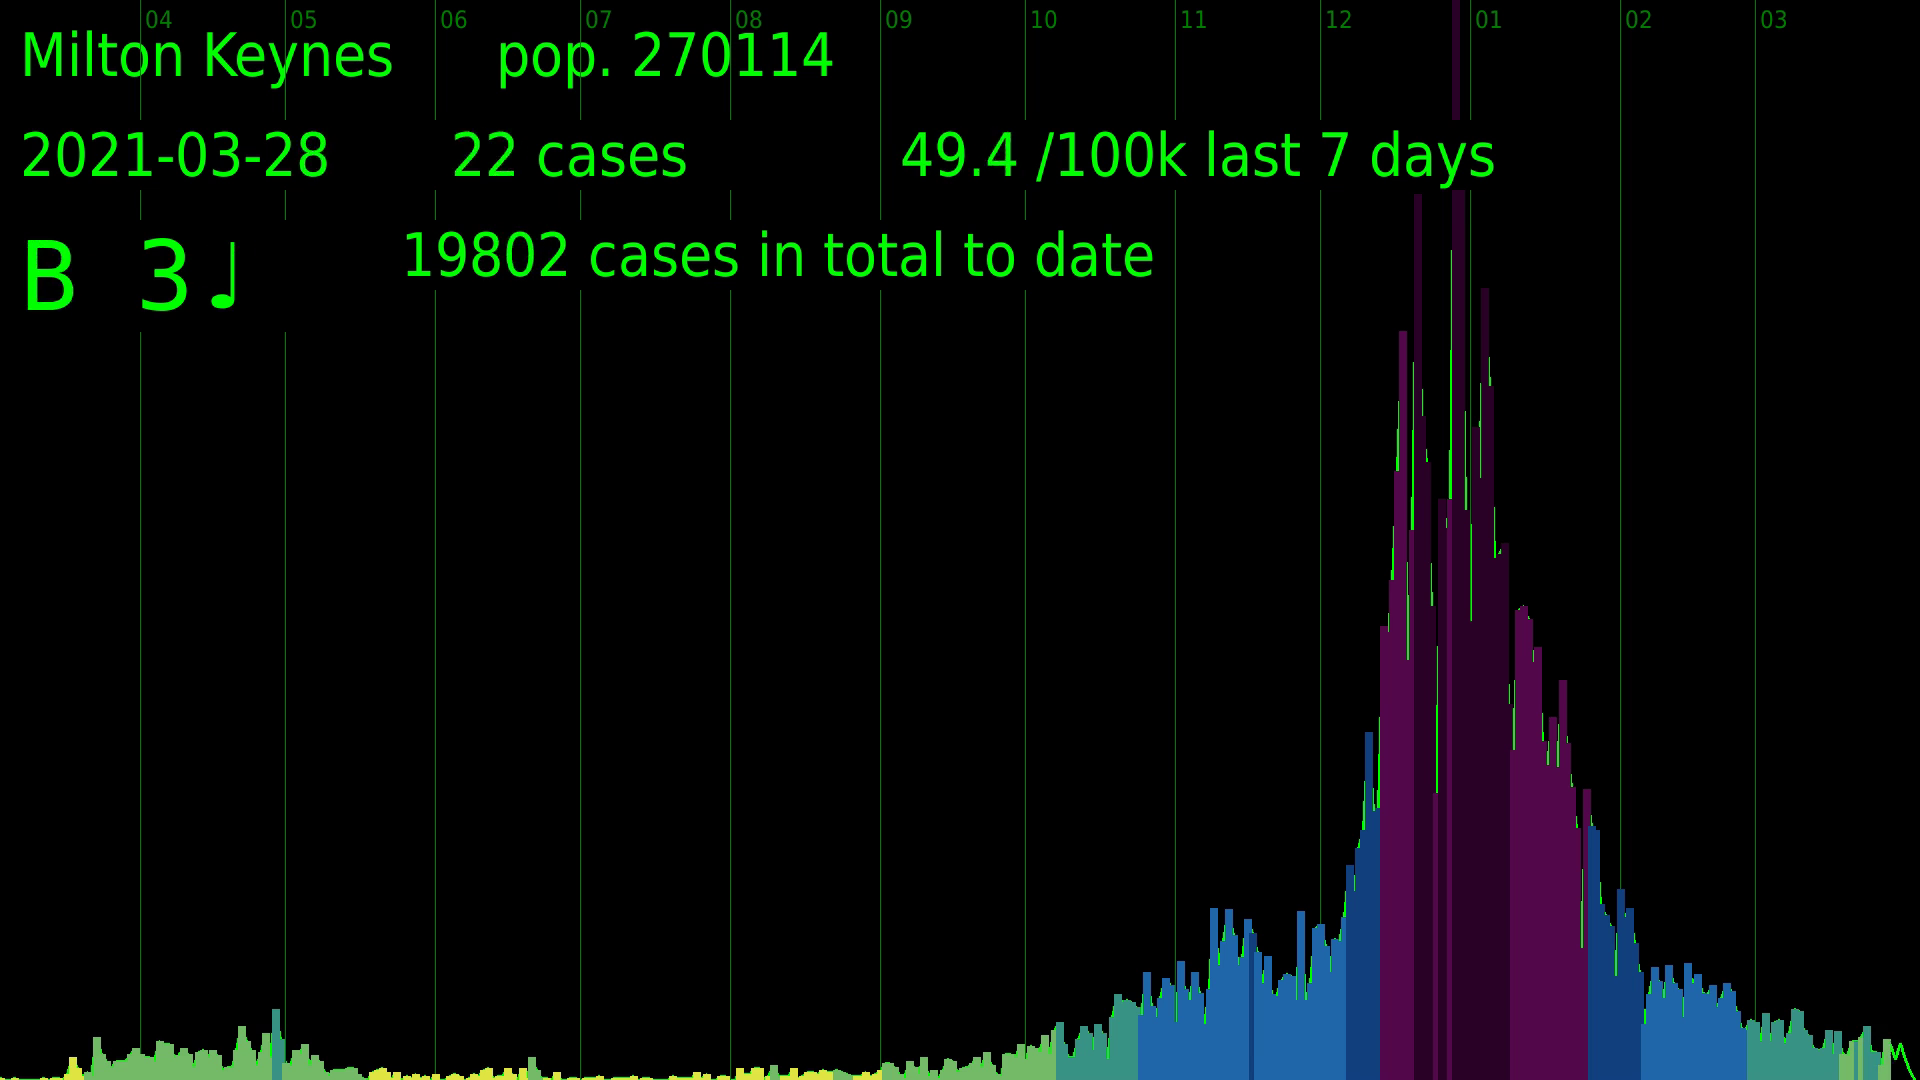 04 05 06 07 08 09 10 11 12 01 02 03
Milton Keynes pop. 270114
2021-03-28 22 cases 49.4 /100k last 7 days
B 3♩ 19802 cases in total to date